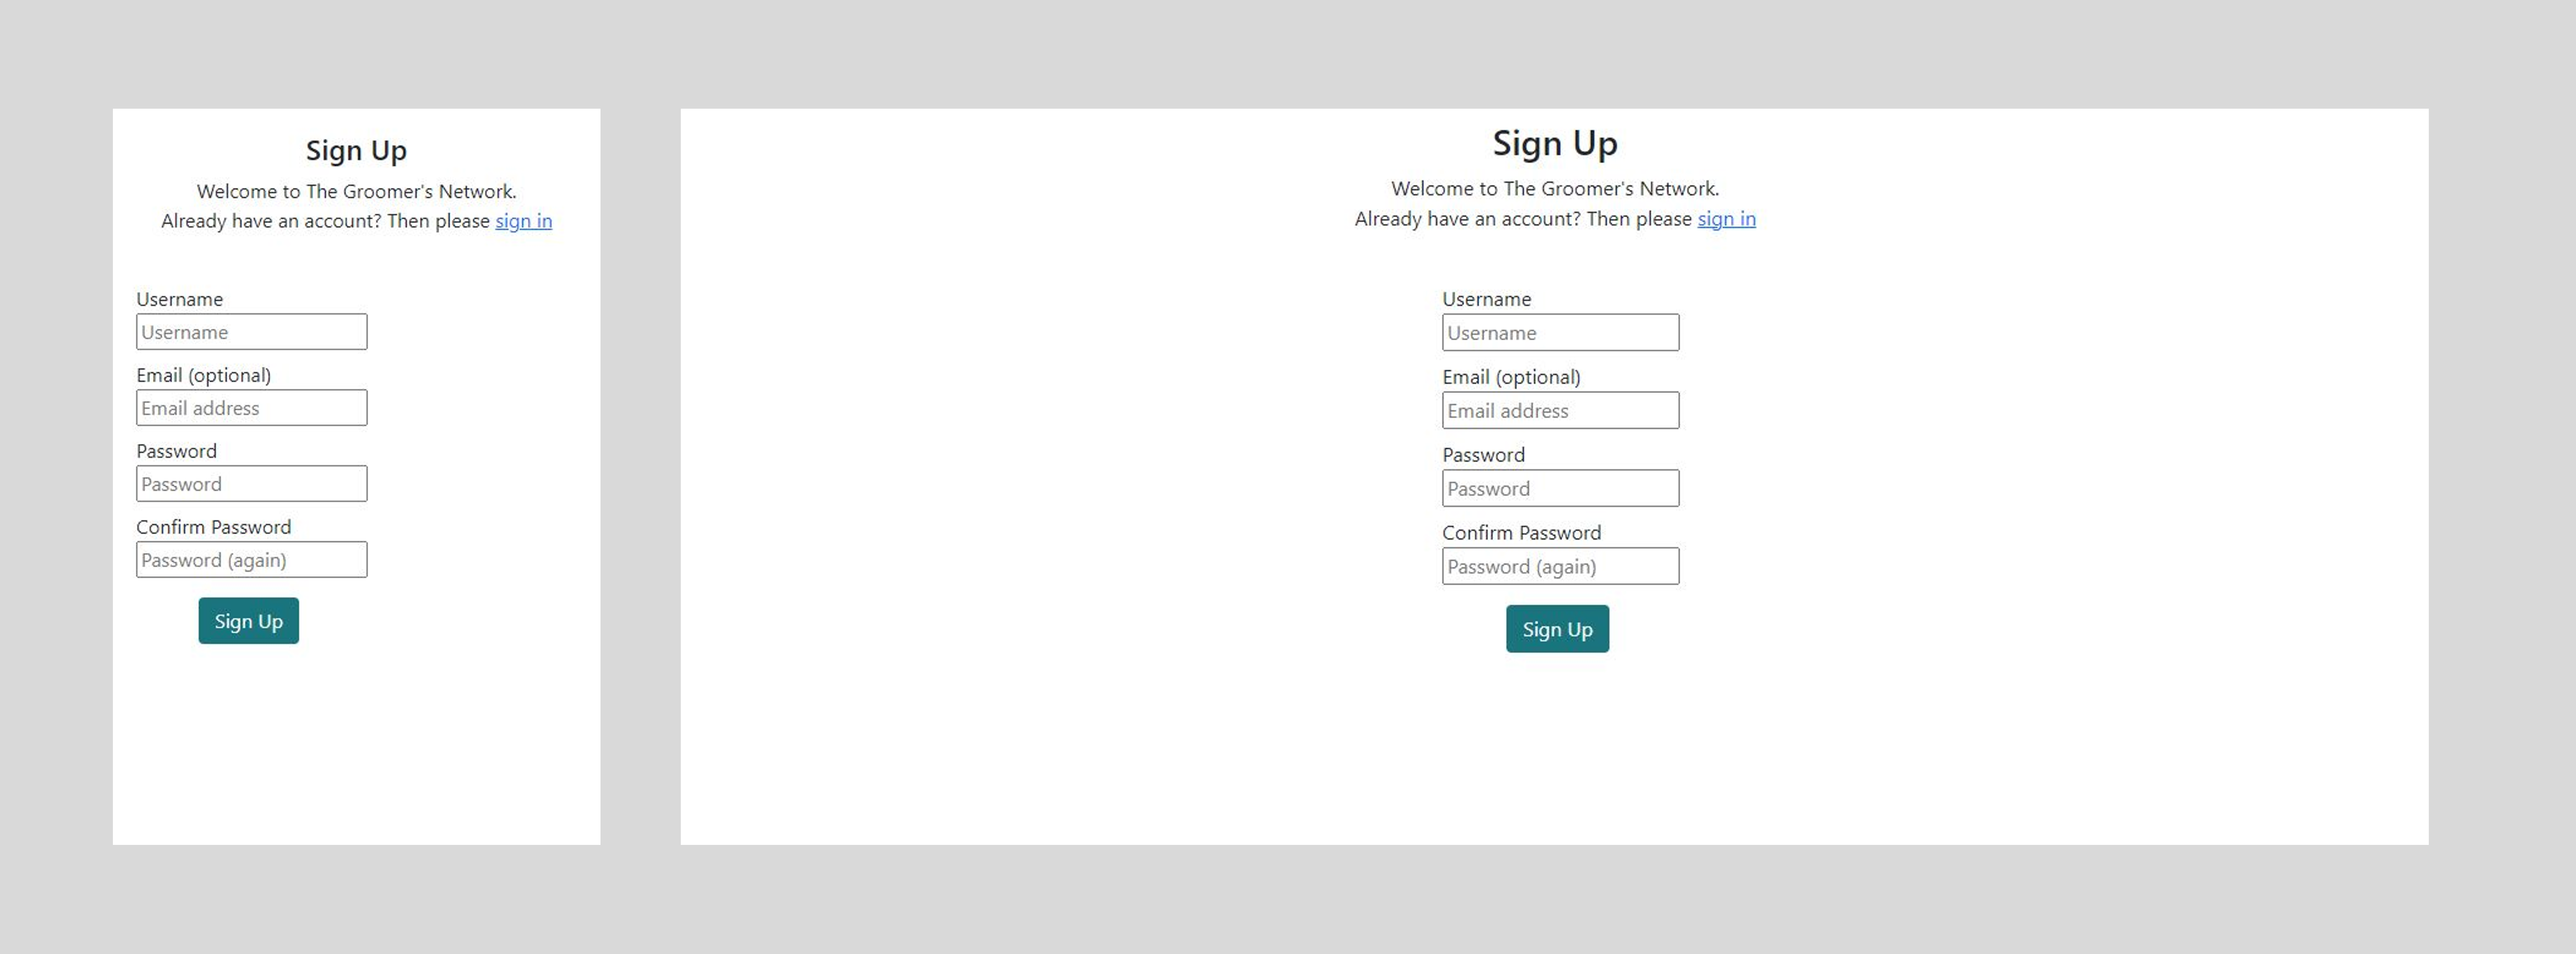 Sign Up
Welcome to The Groomer's Network.
Already have an account? Then please sign in
Username
Username
Email (optional)
Email address
Password
Password
Confirm Password
Password (again)
Sign Up
Sign Up
Welcome to The Groomer's Network.
Already have an account? Then please sign in
Username
Username
Email (optional)
Email address
Password
Password
Confirm Password
Password (again)
Sign Up